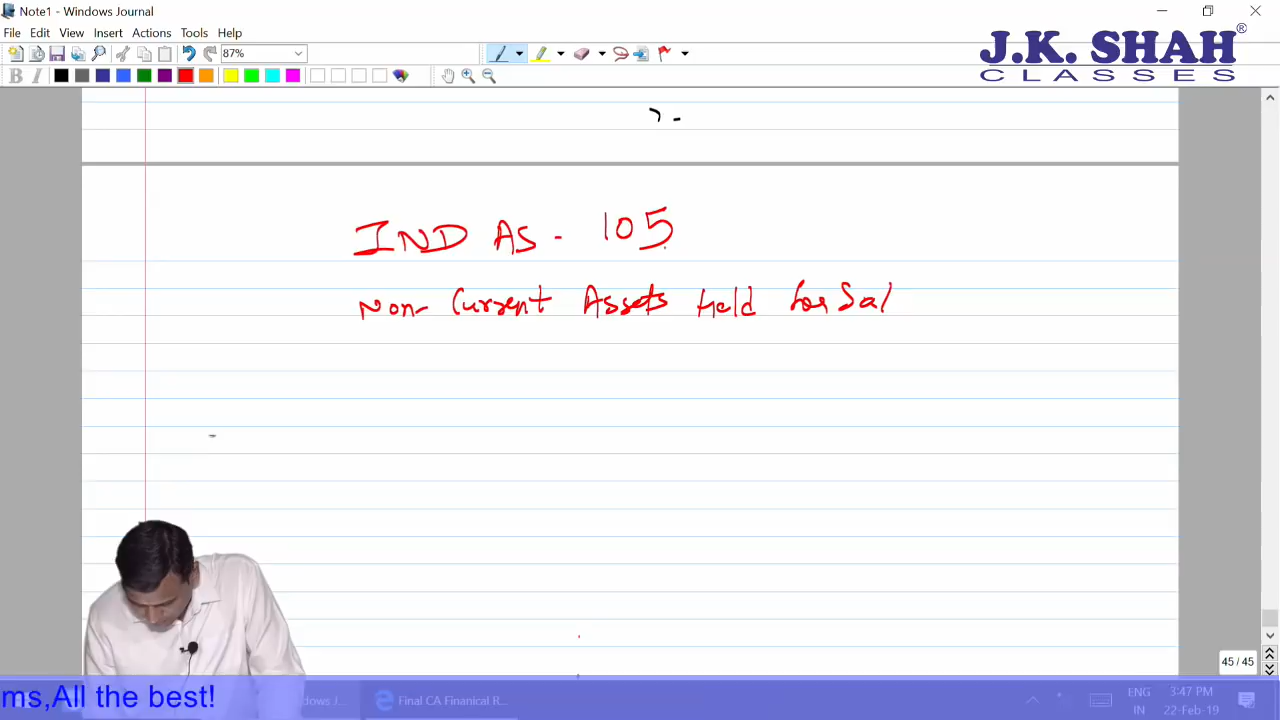 Note1 - Windows Journal
File Edit View Insert Actions Tools Help
87%
J.K. SHAH®
CLASSES
IND AS - 105
Non-Current Assets Held for Sal
45 / 45
ms,All the best!
indows J...
Final CA Finanical R...
ENG
IN
3:47 PM
22-Feb-19